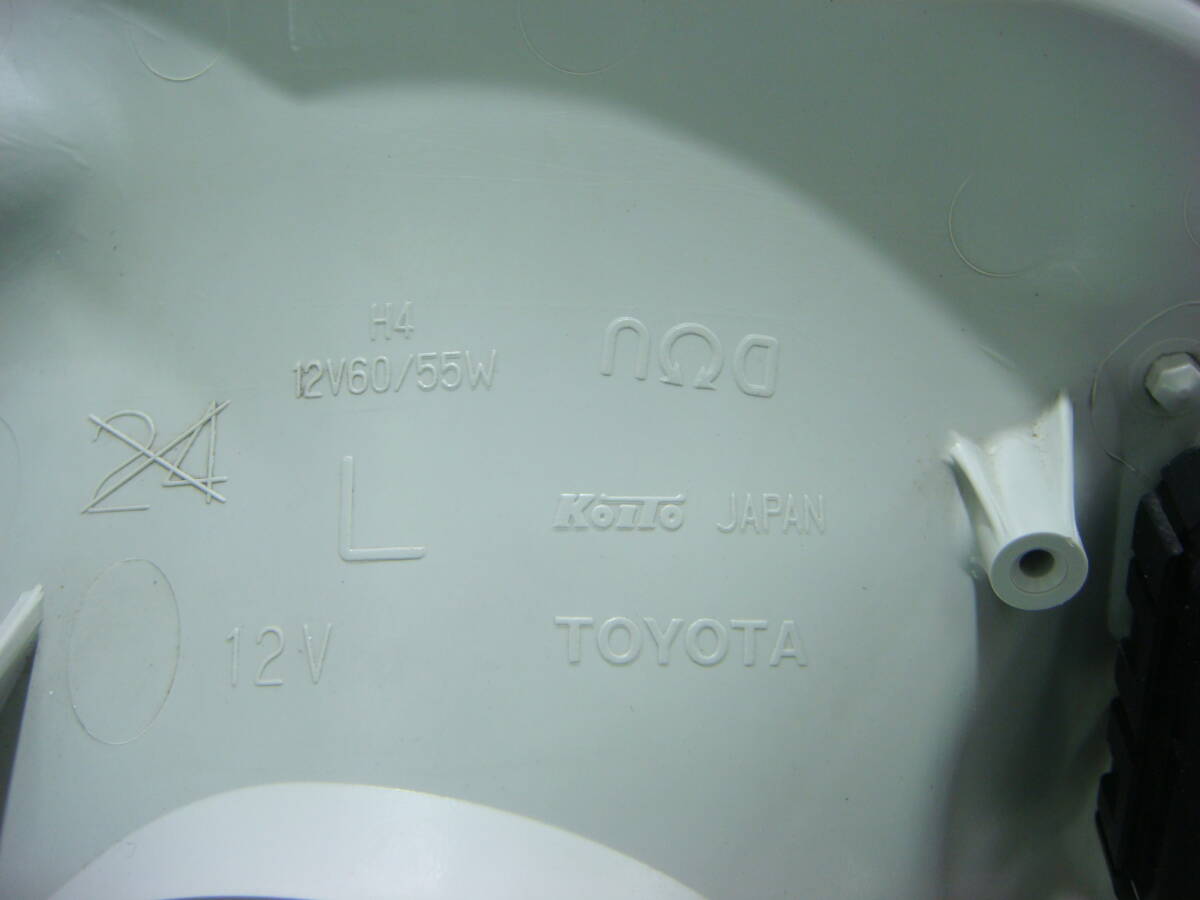 H4
12V60/55W
24
L
KOITO JAPAN
12V
TOYOTA